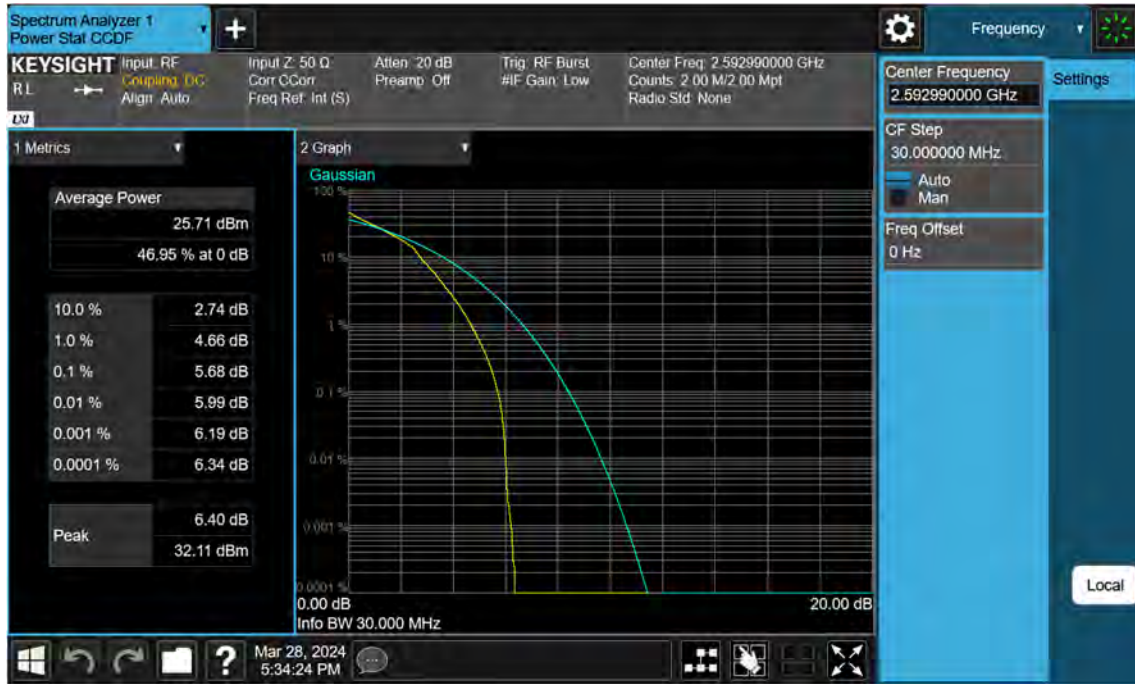 Spectrum Analyzer 1
Power Stat CCDF
+
Frequency
KEYSIGHT
RL
LXI
Input: RF
Coupling: DC
Align: Auto
Input Z: 50 Ω
Corr CCorr
Freq Ref: Int (S)
Atten: 20 dB
Preamp: Off
Trig: RF Burst
#IF Gain: Low
Center Freq: 2.592990000 GHz
Counts: 2.00 M/2.00 Mpt
Radio Std: None
1 Metrics
Average Power
25.71 dBm
46.95 % at 0 dB
10.0 % 2.74 dB
1.0 % 4.66 dB
0.1 % 5.68 dB
0.01 % 5.99 dB
0.001 % 6.19 dB
0.0001 % 6.34 dB
Peak
6.40 dB
32.11 dBm
2 Graph
Gaussian
100 %
10 %
1 %
0.1 %
0.01 %
0.001 %
0.0001 %
0.00 dB 20.00 dB
Info BW 30.000 MHz
Center Frequency
2.592990000 GHz
CF Step
30.000000 MHz
Auto
Man
Freq Offset
0 Hz
Settings
Local
?
Mar 28, 2024
5:34:24 PM